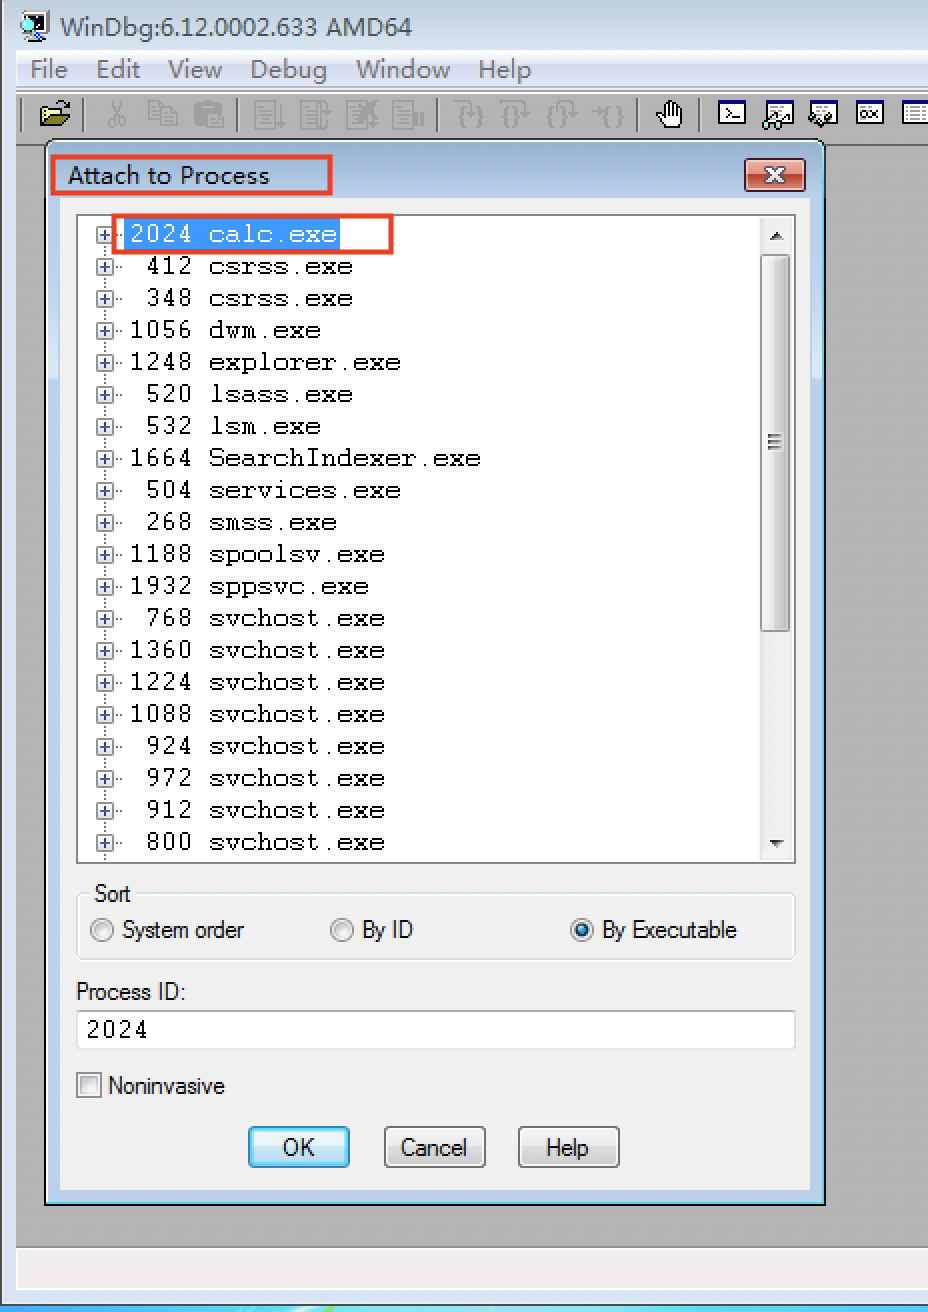 WinDbg:6.12.0002.633 AMD64
File Edit View Debug Window Help
Attach to Process
2024 calc.exe
412 csrss.exe
348 csrss.exe
1056 dwm.exe
1248 explorer.exe
520 lsass.exe
532 lsm.exe
1664 SearchIndexer.exe
504 services.exe
268 smss.exe
1188 spoolsv.exe
1932 sppsvc.exe
768 svchost.exe
1360 svchost.exe
1224 svchost.exe
1088 svchost.exe
924 svchost.exe
972 svchost.exe
912 svchost.exe
800 svchost.exe
Sort
System order By ID By Executable
Process ID:
2024
Noninvasive
OK Cancel Help